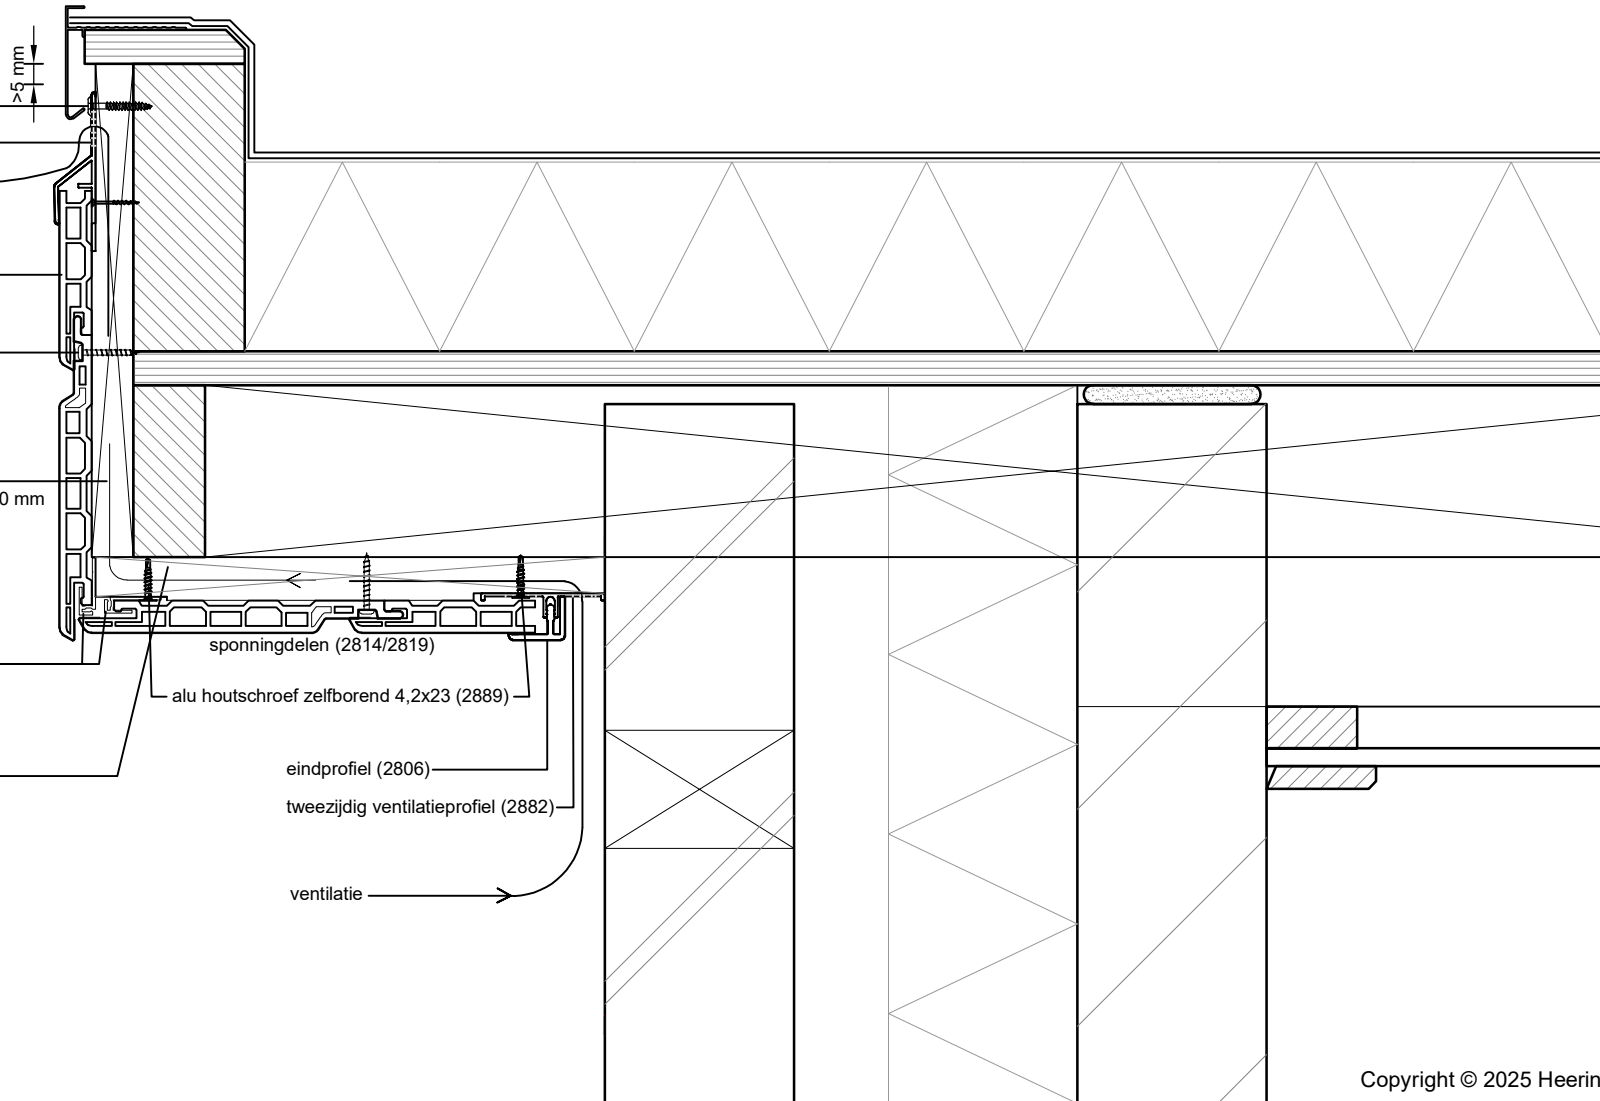 >5 mm
0 mm
sponningdelen (2814/2819)
alu houtschroef zelfborend 4,2x23 (2889)
eindprofiel (2806)
tweezijdig ventilatieprofiel (2882)
ventilatie
Copyright © 2025 Heerin